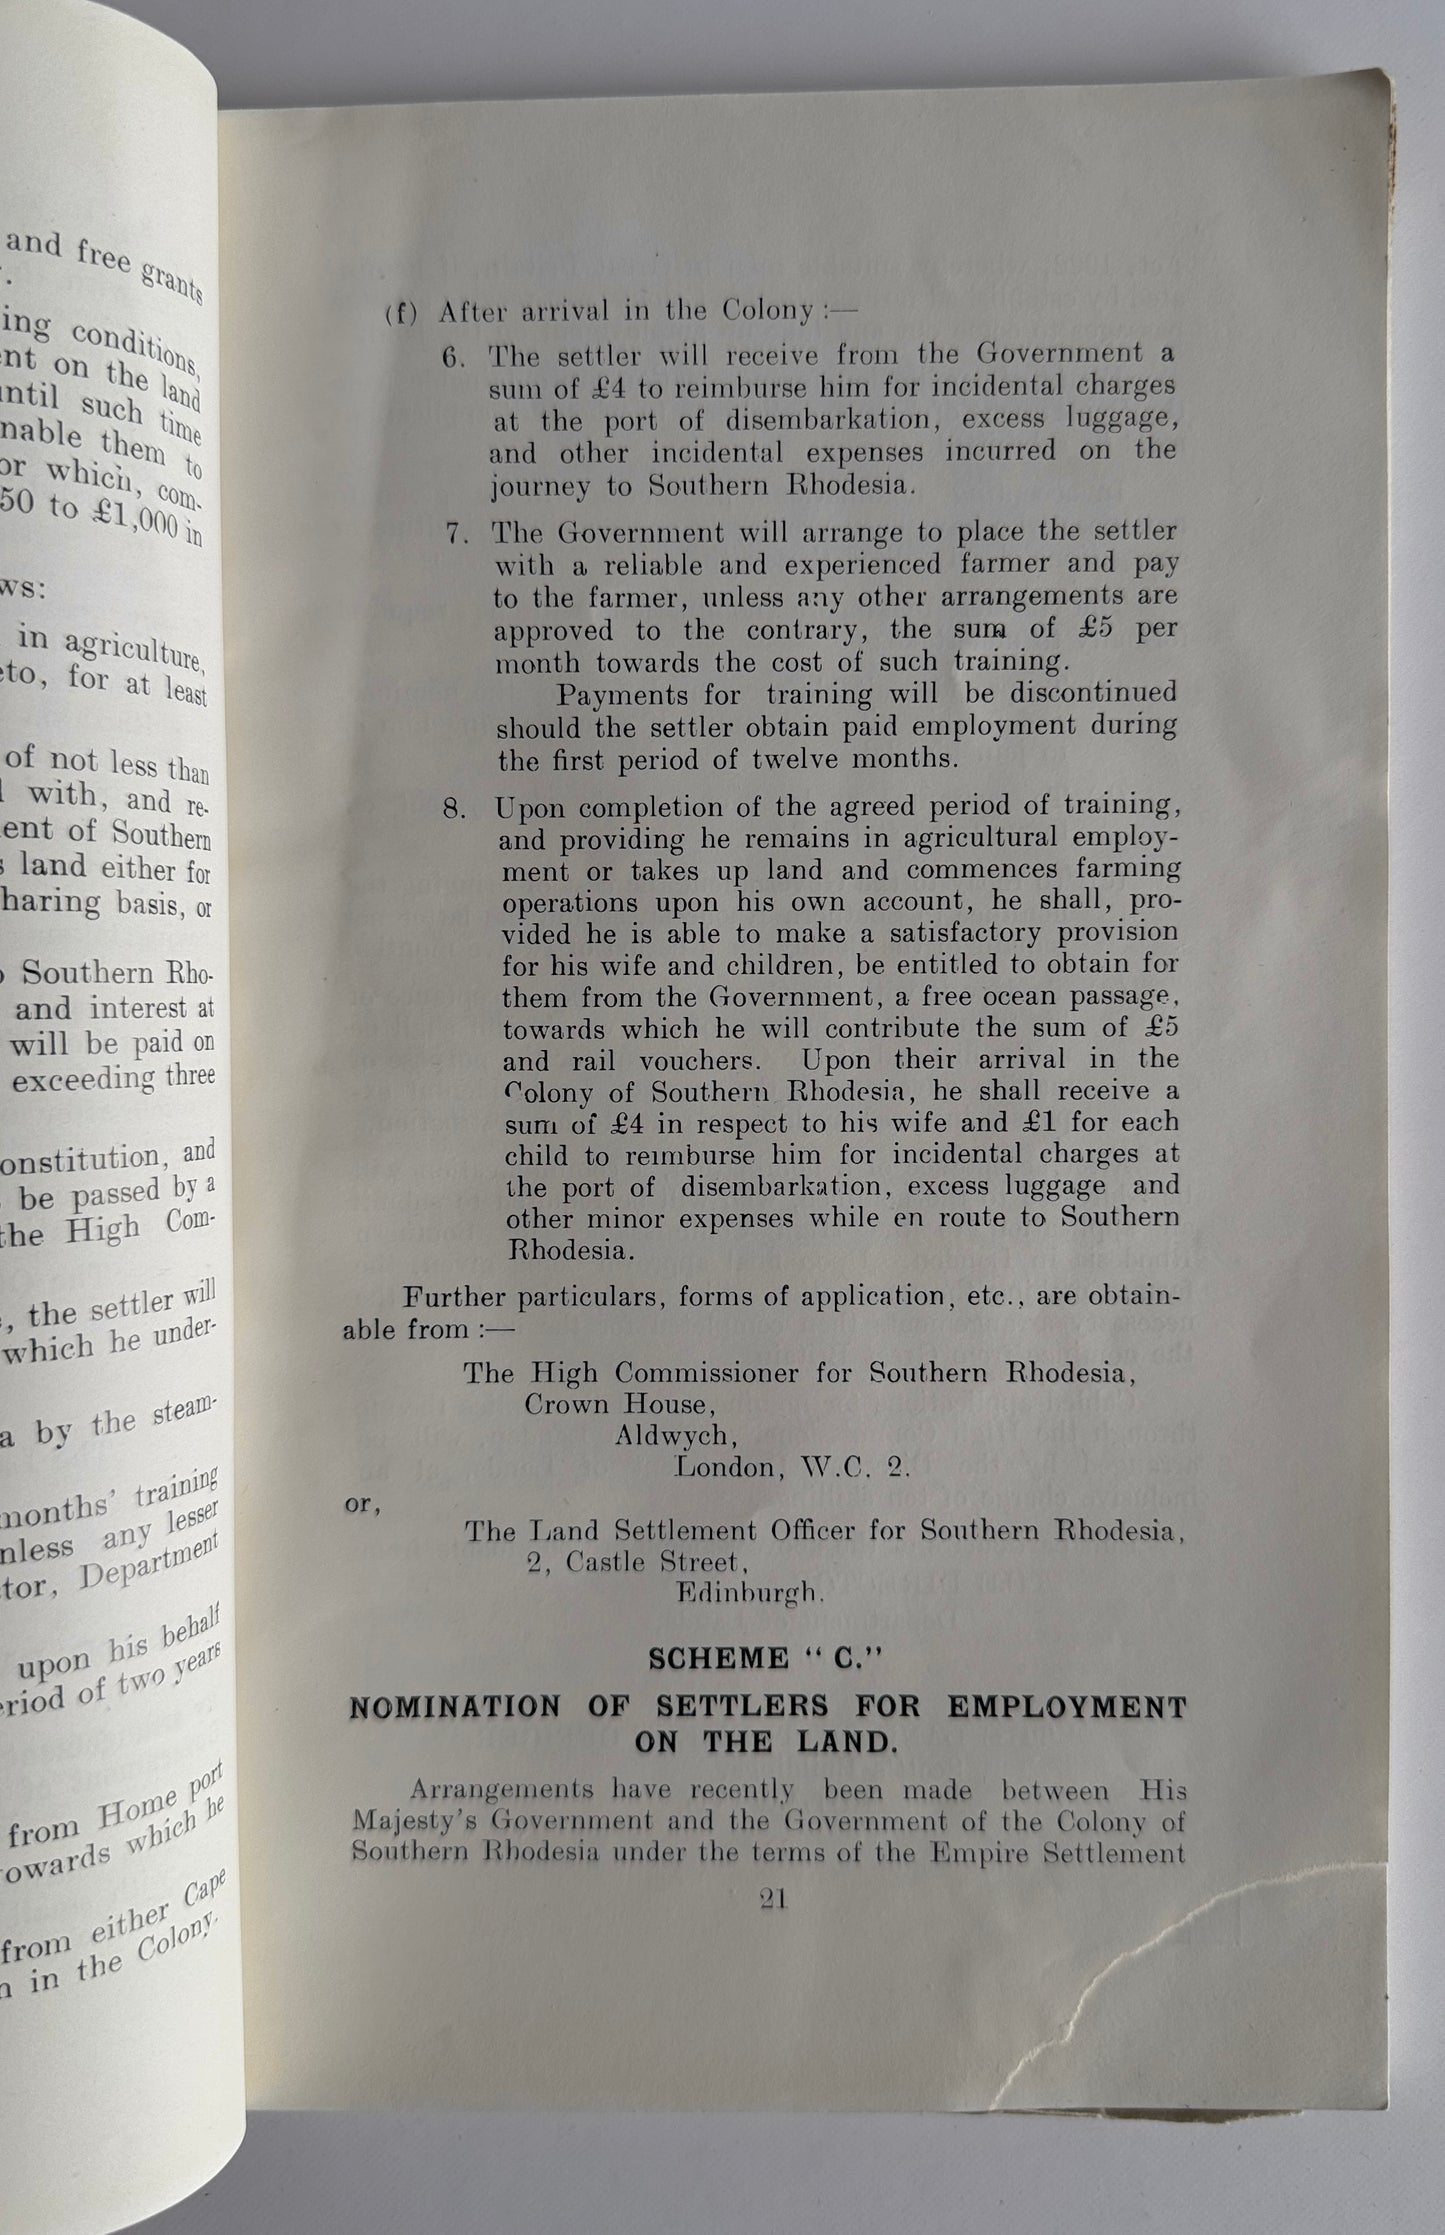 and free grants
ing conditions,
ent on the land
until such time
nable them to
or which, com-
50 to £1,000 in
ws:
in agriculture,
eto, for at least
of not less than
with, and re-
ent of Southern
land either for
haring basis, or
Southern Rho-
and interest at
will be paid on
exceeding three
onstitution, and
be passed by a
the High Com-
, the settler will
which he under-
a by the steam-
months' training
nless any lesser
tor, Department
upon his behalf
eriod of two years
from Home port
towards which he
from either Cape
n in the Colony.
(f) After arrival in the Colony :—
6. The settler will receive from the Government a
sum of £4 to reimburse him for incidental charges
at the port of disembarkation, excess luggage,
and other incidental expenses incurred on the
journey to Southern Rhodesia.
7. The Government will arrange to place the settler
with a reliable and experienced farmer and pay
to the farmer, unless any other arrangements are
approved to the contrary, the sum of £5 per
month towards the cost of such training.
Payments for training will be discontinued
should the settler obtain paid employment during
the first period of twelve months.
8. Upon completion of the agreed period of training,
and providing he remains in agricultural employ-
ment or takes up land and commences farming
operations upon his own account, he shall, pro-
vided he is able to make a satisfactory provision
for his wife and children, be entitled to obtain for
them from the Government, a free ocean passage,
towards which he will contribute the sum of £5
and rail vouchers. Upon their arrival in the
Colony of Southern Rhodesia, he shall receive a
sum of £4 in respect to his wife and £1 for each
child to reimburse him for incidental charges at
the port of disembarkation, excess luggage and
other minor expenses while en route to Southern
Rhodesia.
Further particulars, forms of application, etc., are obtain-
able from :—
The High Commissioner for Southern Rhodesia,
Crown House,
Aldwych,
London, W.C. 2.
or,
The Land Settlement Officer for Southern Rhodesia,
2, Castle Street,
Edinburgh.
SCHEME “ C.”
NOMINATION OF SETTLERS FOR EMPLOYMENT
ON THE LAND.
Arrangements have recently been made between His
Majesty's Government and the Government of the Colony of
Southern Rhodesia under the terms of the Empire Settlement
21